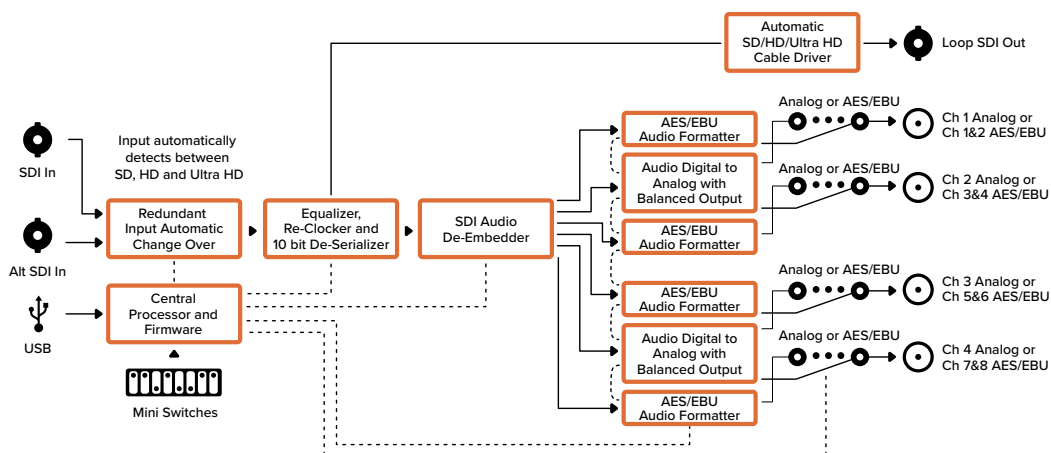 Automatic
SD/HD/Ultra HD
Cable Driver
Loop SDI Out
SDI In
Input automatically
detects between
SD, HD and Ultra HD
Alt SDI In
Redundant
Input Automatic
Change Over
Equalizer,
Re-Clocker and
10 bit De-Serializer
SDI Audio
De-Embedder
USB
Central
Processor and
Firmware
Mini Switches
AES/EBU
Audio Formatter
Audio Digital to
Analog with
Balanced Output
AES/EBU
Audio Formatter
AES/EBU
Audio Formatter
Audio Digital to
Analog with
Balanced Output
AES/EBU
Audio Formatter
Analog or AES/EBU
Ch 1 Analog or
Ch 1&2 AES/EBU
Analog or AES/EBU
Ch 2 Analog or
Ch 3&4 AES/EBU
Analog or AES/EBU
Ch 3 Analog or
Ch 5&6 AES/EBU
Analog or AES/EBU
Ch 4 Analog or
Ch 7&8 AES/EBU